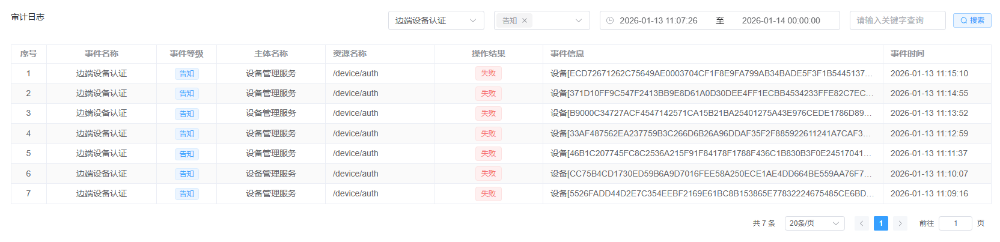 审计日志
边端设备认证 告知 2026-01-13 11:07:26 至 2026-01-14 00:00:00 请输入关键字查询 搜索
序号 事件名称 事件等级 主体名称 资源名称 操作结果 事件信息 事件时间
1 边端设备认证 告知 设备管理服务 /device/auth 失败 设备[ECD72671262C75649AE0003704CF1F8E9FA799AB34BADE5F3F1B5445137... 2026-01-13 11:15:10
2 边端设备认证 告知 设备管理服务 /device/auth 失败 设备[371D10FF9C547F2413BB9E8D61A0D30DEE4FF1ECBB4534233FFE82C7EC... 2026-01-13 11:14:55
3 边端设备认证 告知 设备管理服务 /device/auth 失败 设备[B9000C34727ACF4547142571CA15B21BA25401275A43E976CEDE1786D89... 2026-01-13 11:13:52
4 边端设备认证 告知 设备管理服务 /device/auth 失败 设备[33AF487562EA237759B3C266D6B26A96DDAF35F2F885922611241A7CAF3... 2026-01-13 11:12:59
5 边端设备认证 告知 设备管理服务 /device/auth 失败 设备[46B1C207745FC8C2536A215F91F84178F1788F436C1B830B3F0E24517041... 2026-01-13 11:11:37
6 边端设备认证 告知 设备管理服务 /device/auth 失败 设备[CC75B4CD1730ED59B6A9D7016FEE58A250ECE1AE4DD664BE559AA76F7... 2026-01-13 11:10:07
7 边端设备认证 告知 设备管理服务 /device/auth 失败 设备[5526FADD44D2E7C354EEBF2169E61BC8B153865E77832224675485CE6BD... 2026-01-13 11:09:16
共 7 条 20条/页 1 前往 1 页